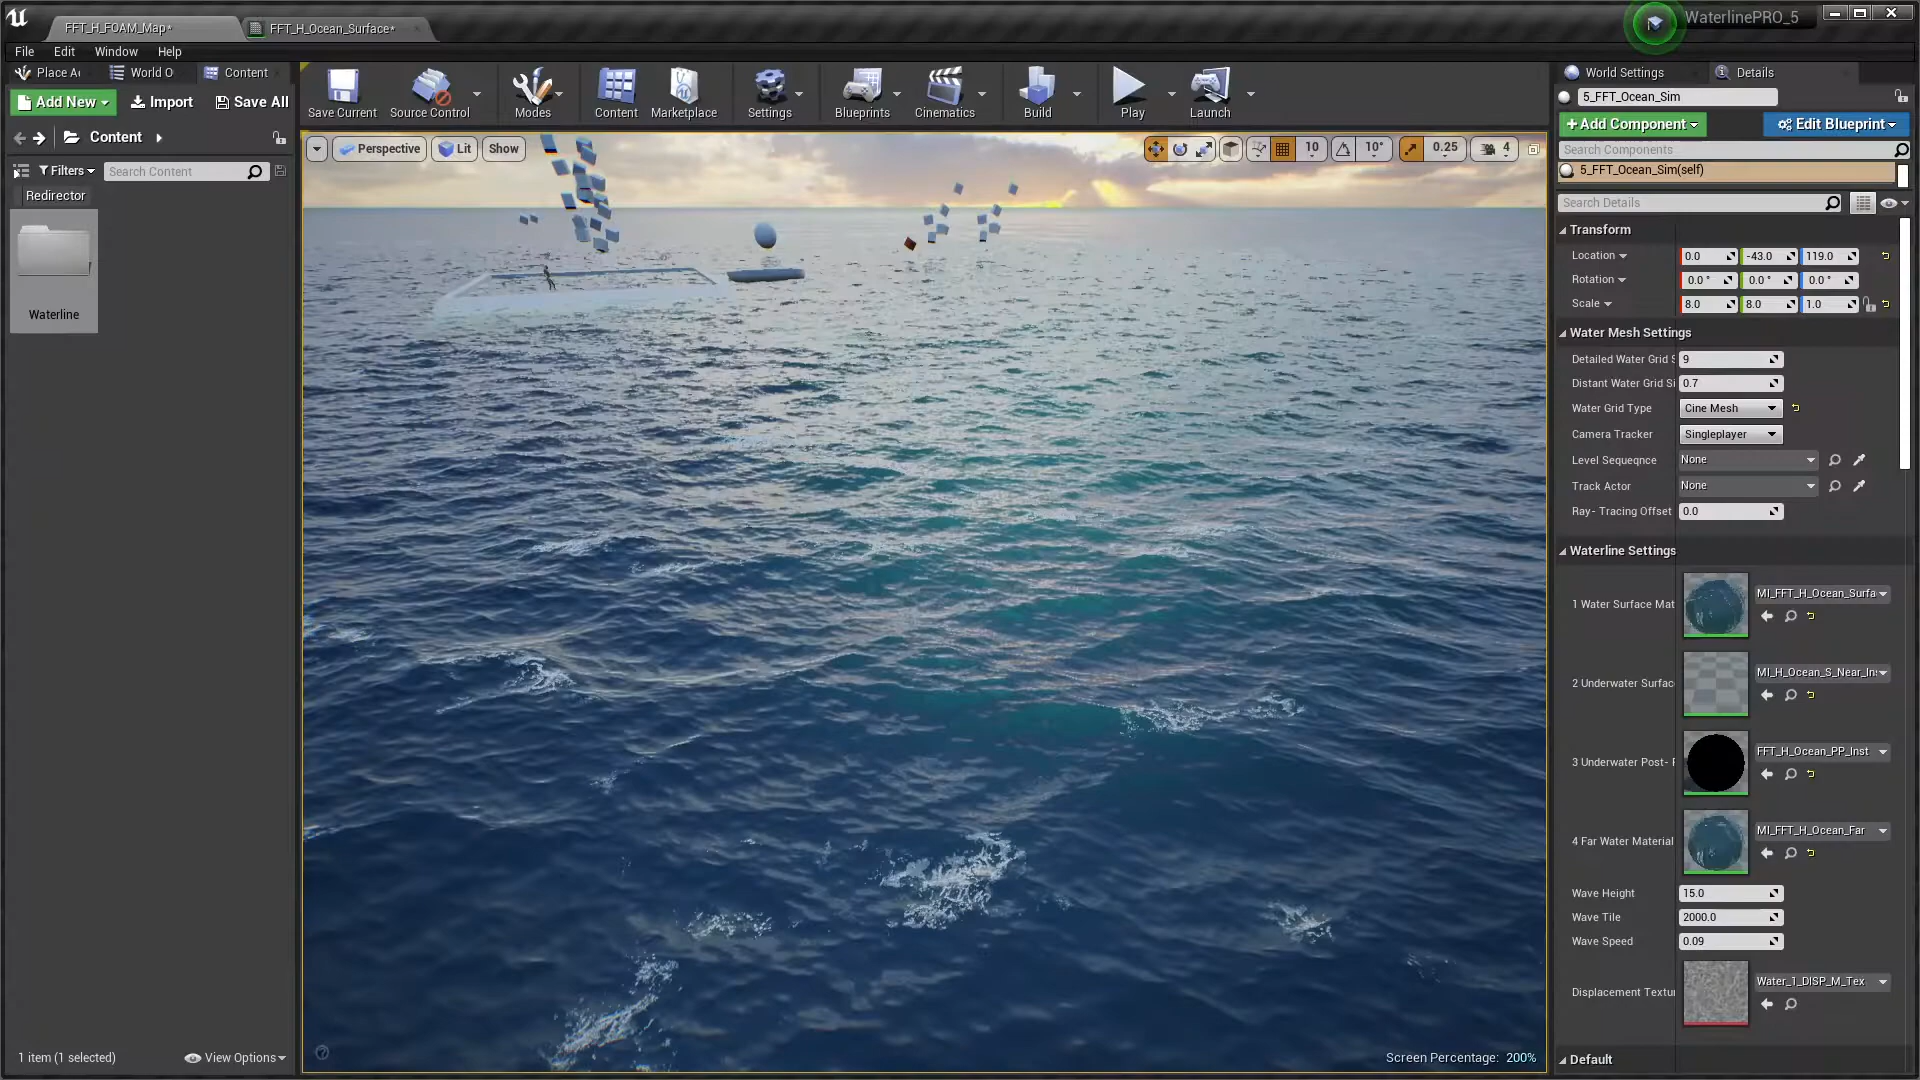 FFT_H_FOAM_Map*
FFT_H_Ocean_Surface*
WaterlinePRO_5
File Edit Window Help
Place Ac World O Content
World Settings Details
Add New Import Save All
Save Current Source Control Modes Content Marketplace Settings Blueprints Cinematics Build Play Launch
5_FFT_Ocean_Sim
Add Component Edit Blueprint
Content
Perspective Lit Show
10 10° 0.25 4
Search Components
Filters Search Content
5_FFT_Ocean_Sim(self)
Redirector
Search Details
Waterline
Transform
Location 0.0 -43.0 119.0
Rotation 0.0 ° 0.0 ° 0.0 °
Scale 8.0 8.0 1.0
Water Mesh Settings
Detailed Water Grid S 9
Distant Water Grid Si 0.7
Water Grid Type Cine Mesh
Camera Tracker Singleplayer
Level Sequeqnce None
Track Actor None
Ray- Tracing Offset 0.0
Waterline Settings
1 Water Surface Mat MI_FFT_H_Ocean_Surfa
2 Underwater Surfac MI_H_Ocean_S_Near_Ins
3 Underwater Post- P FFT_H_Ocean_PP_Inst
4 Far Water Material MI_FFT_H_Ocean_Far
Wave Height 15.0
Wave Tile 2000.0
Wave Speed 0.09
Displacement Textur Water_1_DISP_M_Tex
Default
1 item (1 selected) View Options
Screen Percentage: 200%